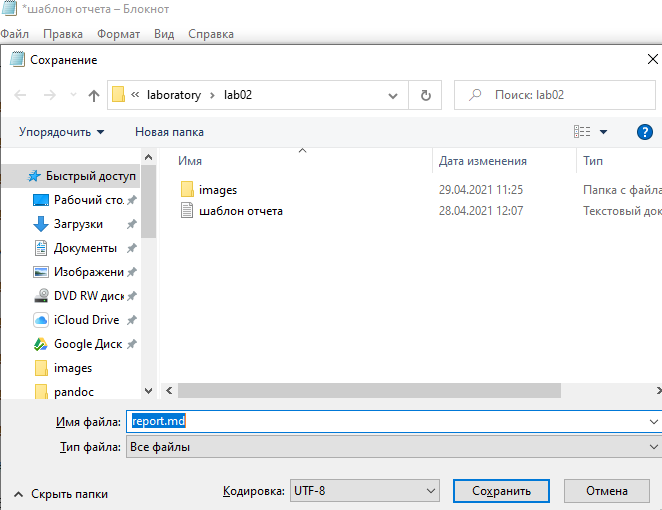 *шаблон отчета – Блокнот
Файл Правка Формат Вид Справка
Сохранение
« laboratory › lab02
Поиск: lab02
Упорядочить Новая папка ?
Имя Дата изменения Тип
Быстрый доступ
Рабочий сто.
Загрузки
Документы
Изображени
DVD RW диск
iCloud Drive
Google Диск
images
pandoc
images 29.04.2021 11:25 Папка с файла
шаблон отчета 28.04.2021 12:07 Текстовый док
Имя файла: report.md
Тип файла: Все файлы
Скрыть папки Кодировка: UTF-8 Сохранить Отмена